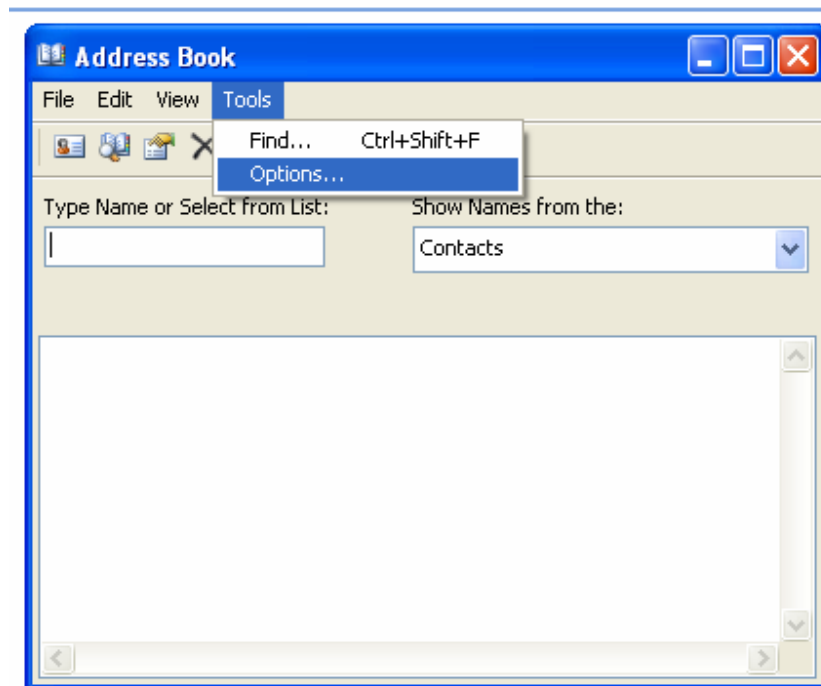 Address Book
File Edit View Tools
Find... Ctrl+Shift+F
Options...
Type Name or Select from List: Show Names from the:
Contacts